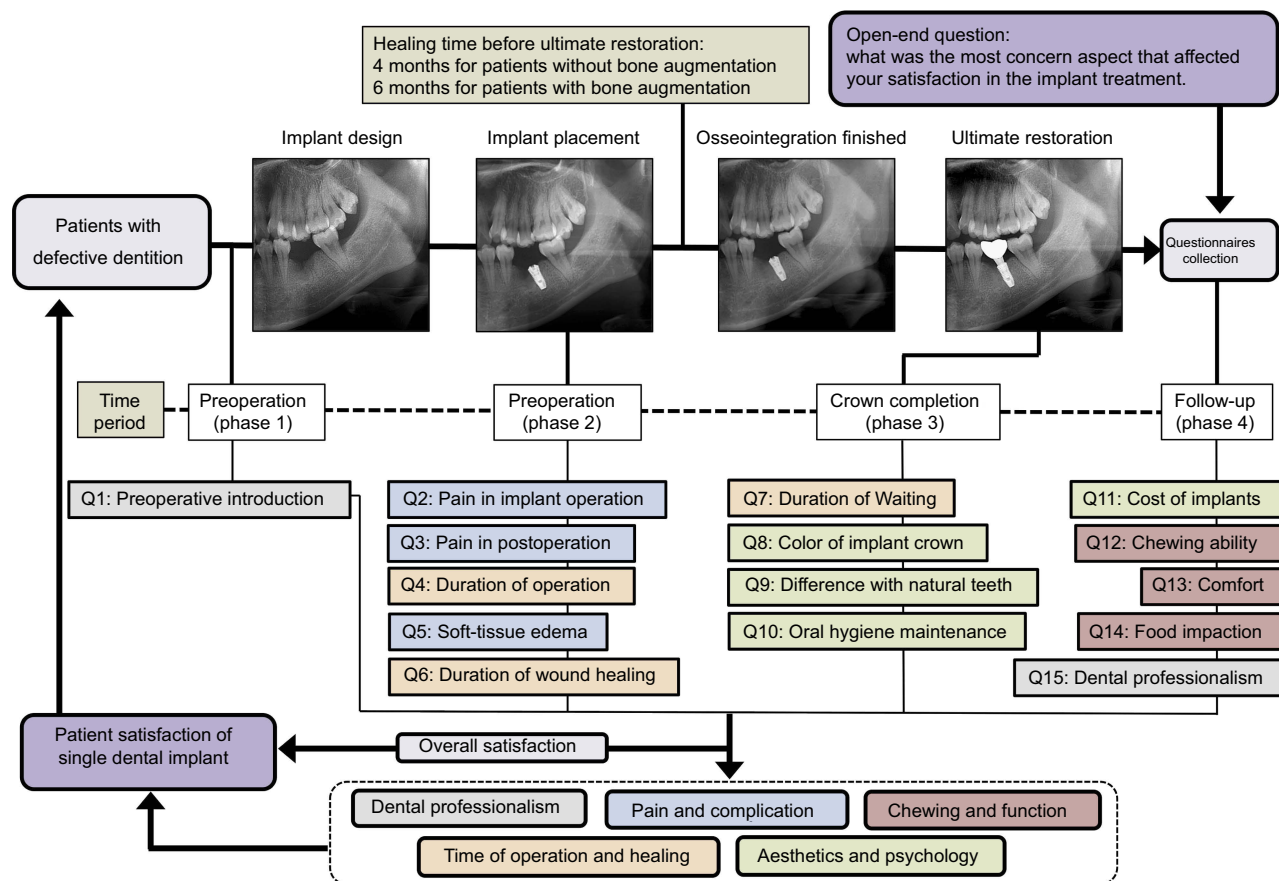 Healing time before ultimate restoration:
4 months for patients without bone augmentation
6 months for patients with bone augmentation
Open-end question:
what was the most concern aspect that affected
your satisfaction in the implant treatment.
Implant design
Implant placement
Osseointegration finished
Ultimate restoration
Patients with
defective dentition
Questionnaires
collection
Time
period
Preoperation
(phase 1)
Preoperation
(phase 2)
Crown completion
(phase 3)
Follow-up
(phase 4)
Q1: Preoperative introduction
Q2: Pain in implant operation
Q3: Pain in postoperation
Q4: Duration of operation
Q5: Soft-tissue edema
Q6: Duration of wound healing
Q7: Duration of Waiting
Q8: Color of implant crown
Q9: Difference with natural teeth
Q10: Oral hygiene maintenance
Q11: Cost of implants
Q12: Chewing ability
Q13: Comfort
Q14: Food impaction
Q15: Dental professionalism
Patient satisfaction of
single dental implant
Overall satisfaction
Dental professionalism
Pain and complication
Chewing and function
Time of operation and healing
Aesthetics and psychology